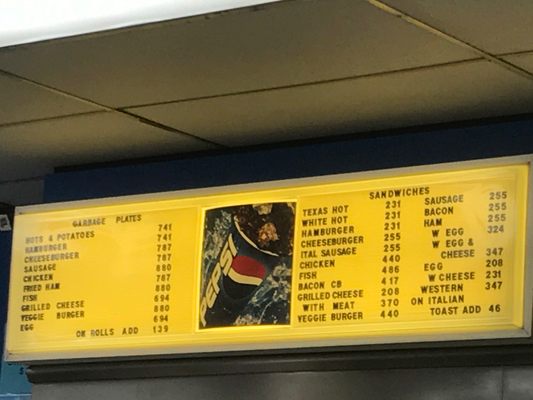 GARBAGE PLATES
HOTS & POTATOES 741
HAMBURGER 741
CHEESEBURGER 787
SAUSAGE 787
CHICKEN 880
FRIED HAM 787
FISH 880
GRILLED CHEESE 694
VEGGIE BURGER 880
EGG 694
ON ROLLS ADD 139
PEPSI
SANDWICHES
TEXAS HOT 231
WHITE HOT 231
HAMBURGER 231
CHEESEBURGER 255
ITAL SAUSAGE 255
CHICKEN 440
FISH 486
BACON CB 417
GRILLED CHEESE 208
WITH MEAT 370
VEGGIE BURGER 440
SAUSAGE 255
BACON 255
HAM 255
W EGG 324
W EGG &
CHEESE 347
EGG 208
W CHEESE 231
WESTERN 347
ON ITALIAN
TOAST ADD 46